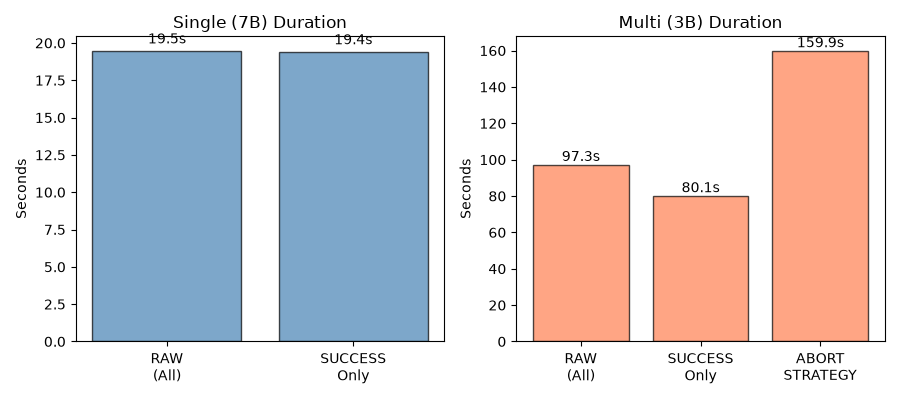 Single (7B) Duration
Seconds
20.0
17.5
15.0
12.5
10.0
7.5
5.0
2.5
0.0
19.5s
19.4s
RAW
(All)
SUCCESS
Only
Multi (3B) Duration
Seconds
160
140
120
100
80
60
40
20
0
97.3s
80.1s
159.9s
RAW
(All)
SUCCESS
Only
ABORT
STRATEGY